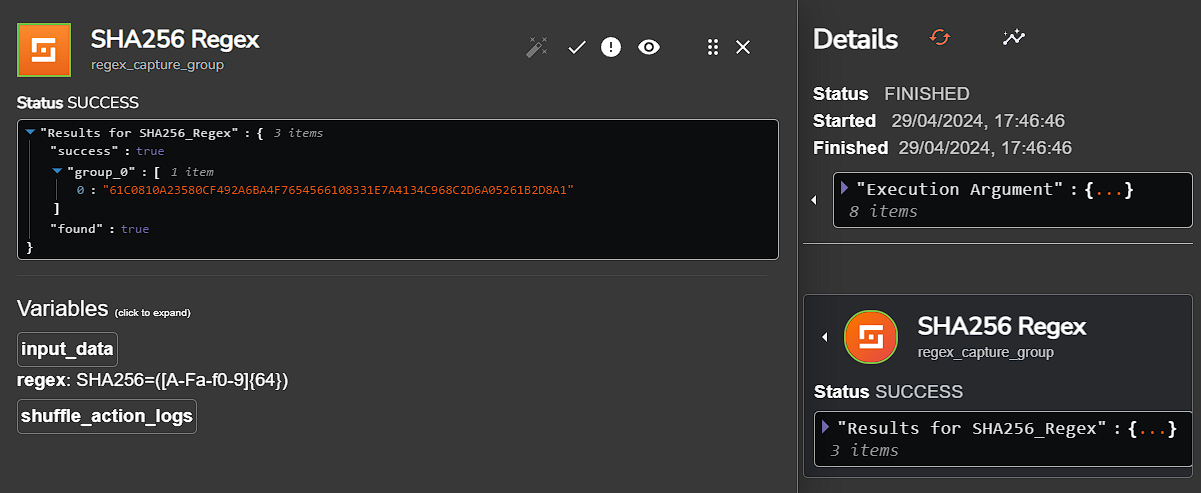 SHA256 Regex
regex_capture_group
Status SUCCESS
"Results for SHA256_Regex" : { 3 items
"success" : true
"group_0" : [ 1 item
0 : "61C0810A23580CF492A6BA4F7654566108331E7A4134C968C2D6A05261B2D8A1"
]
"found" : true
}
Variables (click to expand)
input_data
regex: SHA256=([A-Fa-f0-9]{64})
shuffle_action_logs
Details
Status FINISHED
Started 29/04/2024, 17:46:46
Finished 29/04/2024, 17:46:46
"Execution Argument" : {...}
8 items
SHA256 Regex
regex_capture_group
Status SUCCESS
"Results for SHA256_Regex" : {...}
3 items